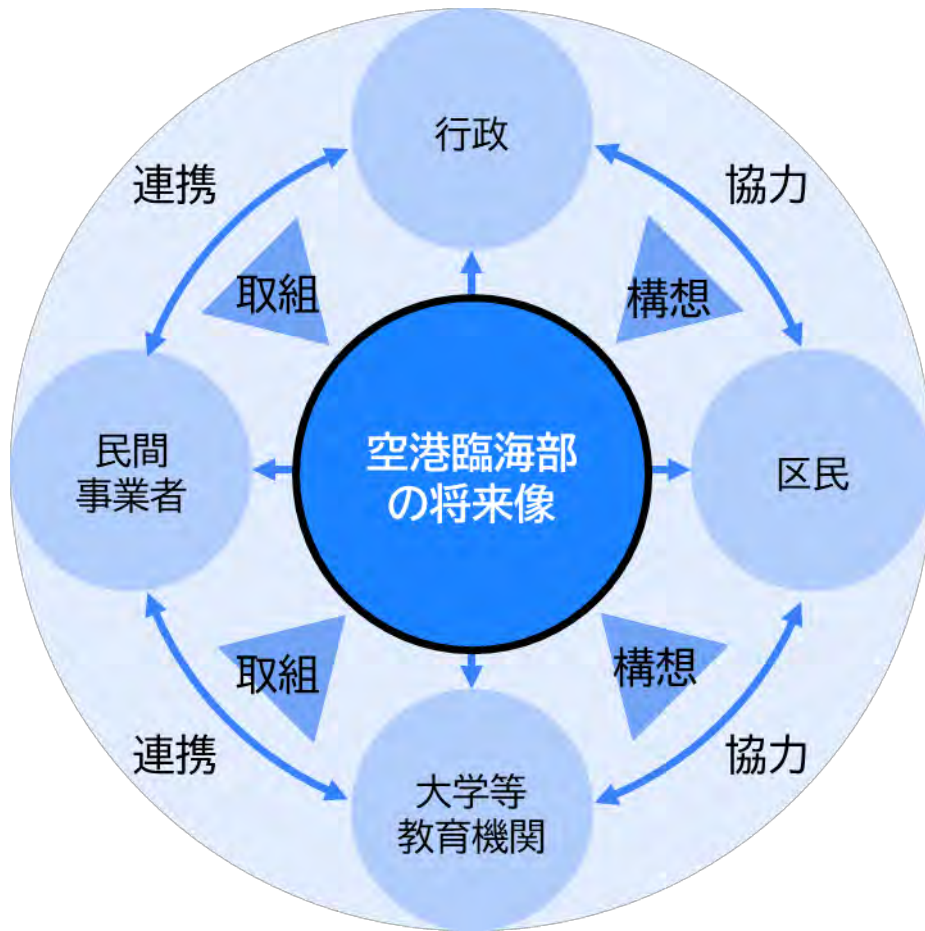 行政
連携
協力
取組
構想
民間
事業者
空港臨海部
の将来像
区民
取組
構想
連携
協力
大学等
教育機関